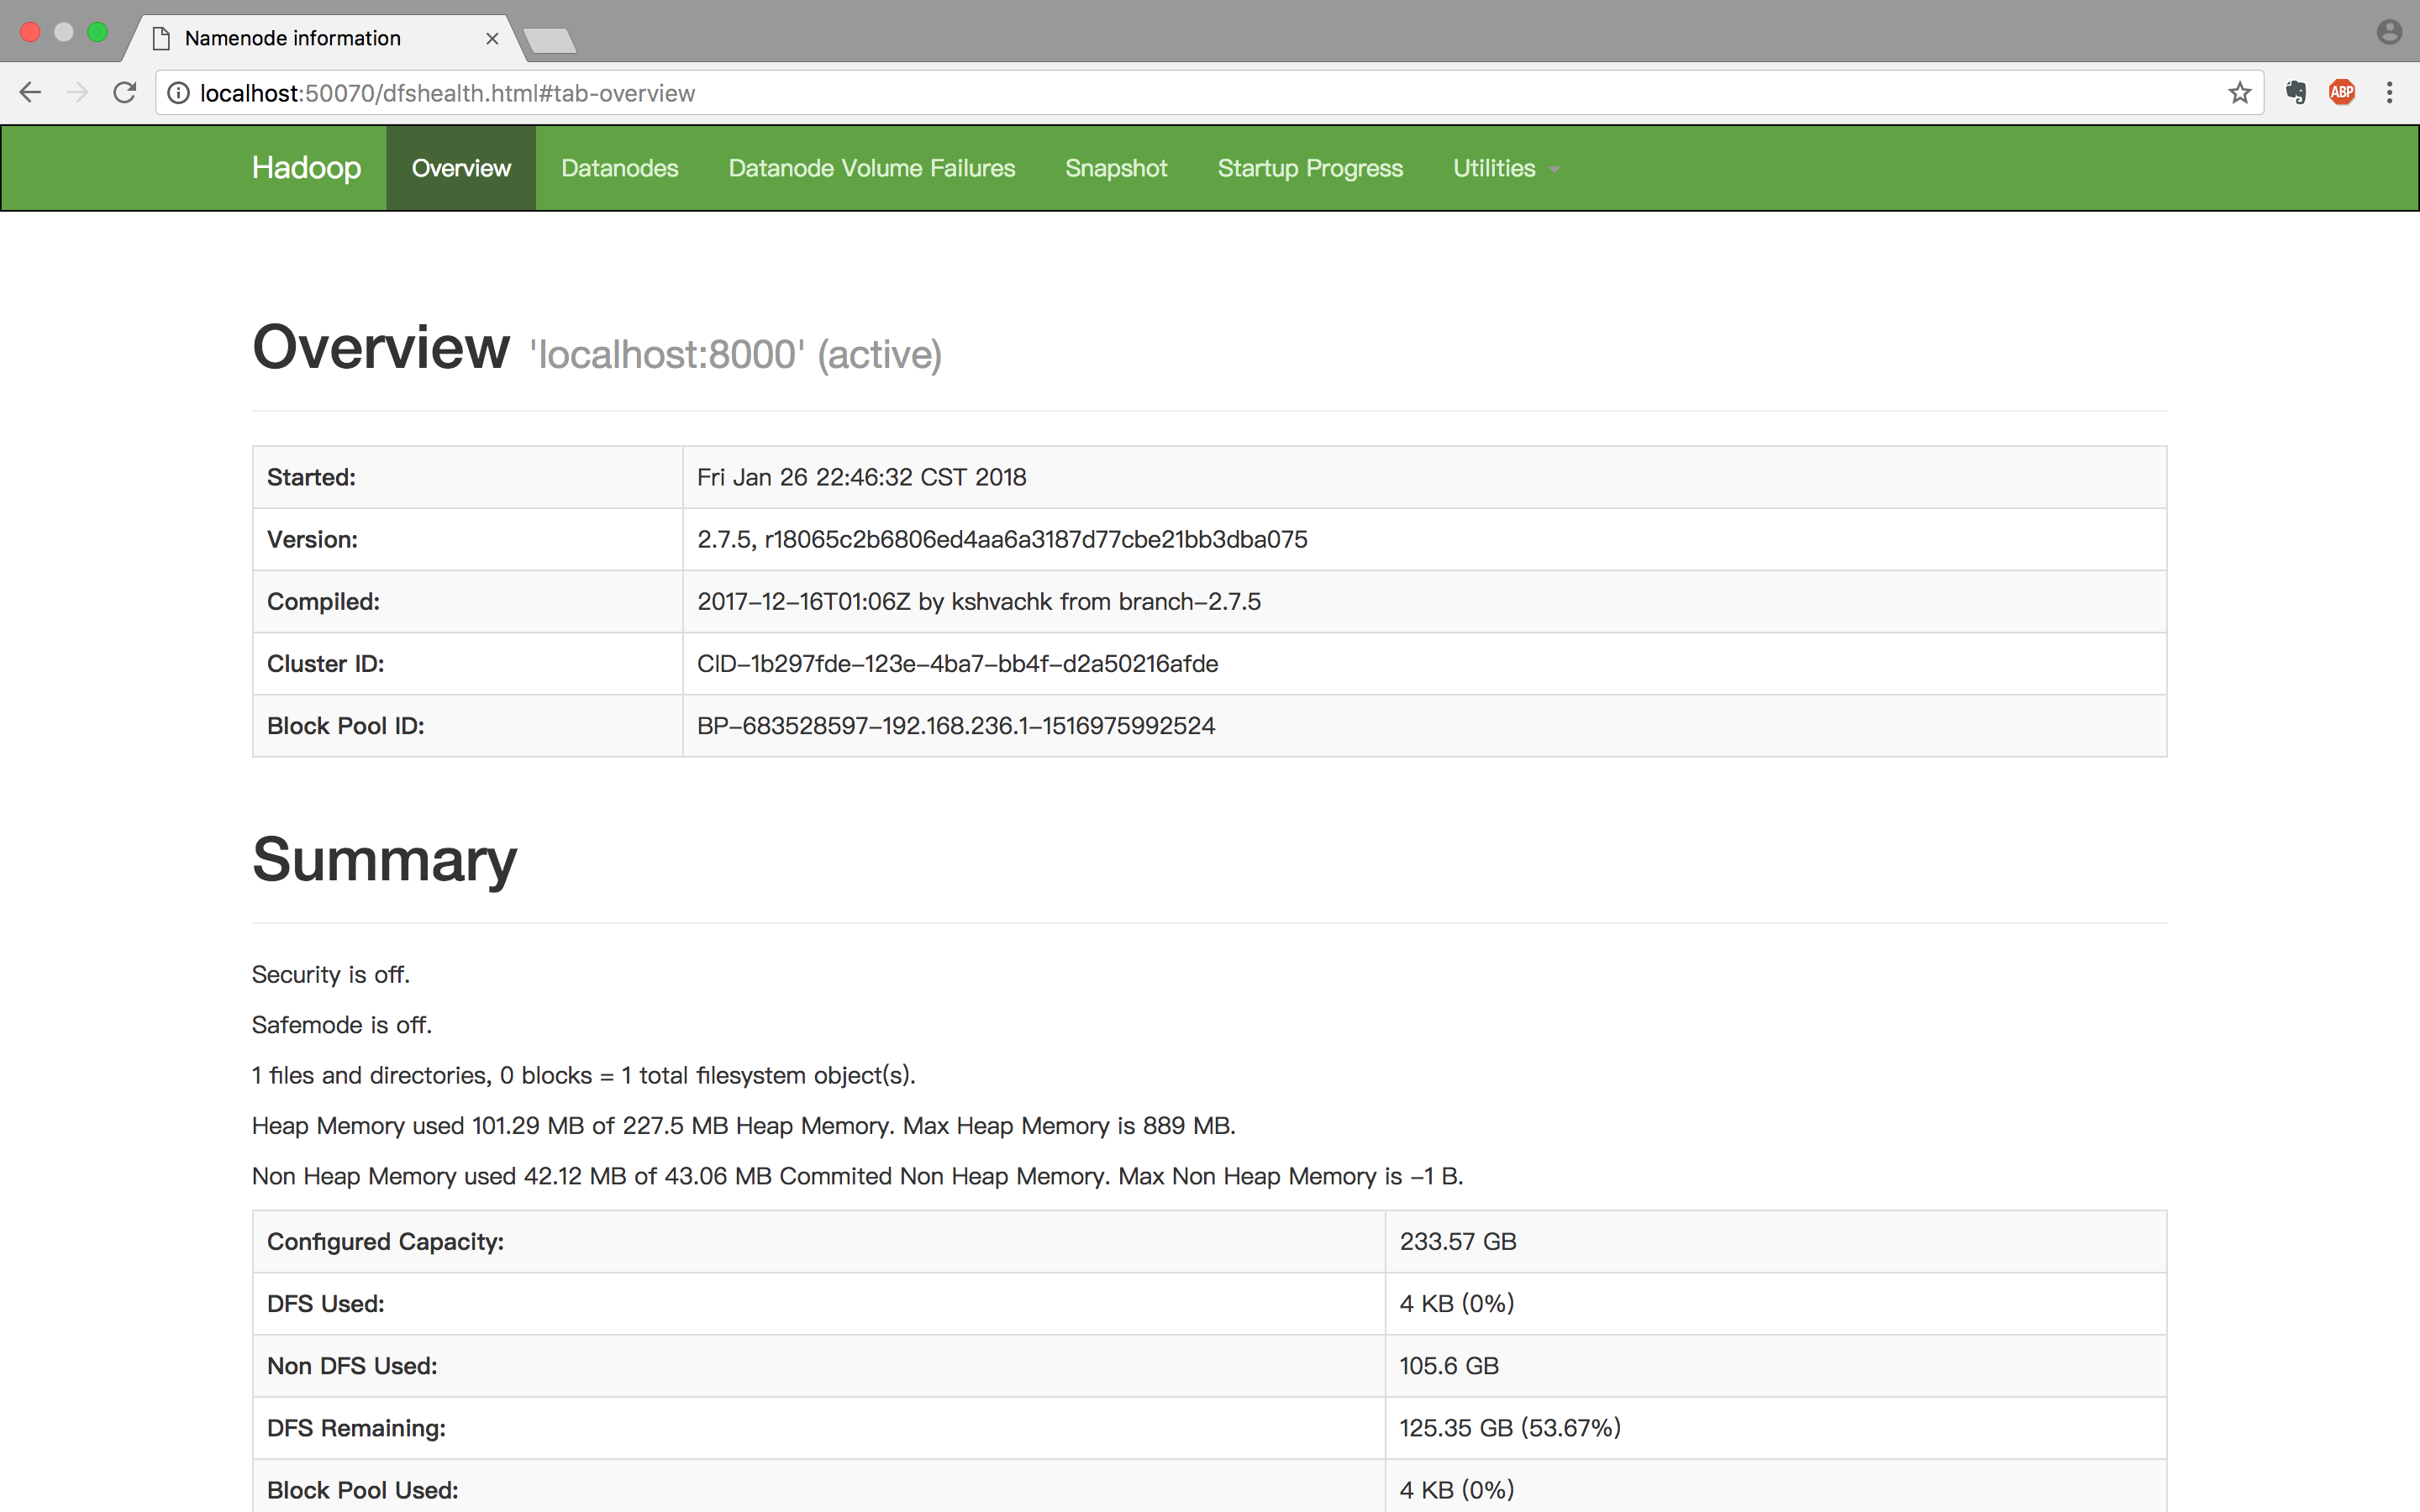 Namenode information
localhost:50070/dfshealth.html#tab-overview
ABP
Hadoop Overview Datanodes Datanode Volume Failures Snapshot Startup Progress Utilities
Overview 'localhost:8000' (active)
Started: Fri Jan 26 22:46:32 CST 2018
Version: 2.7.5, r18065c2b6806ed4aa6a3187d77cbe21bb3dba075
Compiled: 2017-12-16T01:06Z by kshvachk from branch-2.7.5
Cluster ID: CID-1b297fde-123e-4ba7-bb4f-d2a50216afde
Block Pool ID: BP-683528597-192.168.236.1-1516975992524
Summary
Security is off.
Safemode is off.
1 files and directories, 0 blocks = 1 total filesystem object(s).
Heap Memory used 101.29 MB of 227.5 MB Heap Memory. Max Heap Memory is 889 MB.
Non Heap Memory used 42.12 MB of 43.06 MB Commited Non Heap Memory. Max Non Heap Memory is -1 B.
Configured Capacity: 233.57 GB
DFS Used: 4 KB (0%)
Non DFS Used: 105.6 GB
DFS Remaining: 125.35 GB (53.67%)
Block Pool Used: 4 KB (0%)